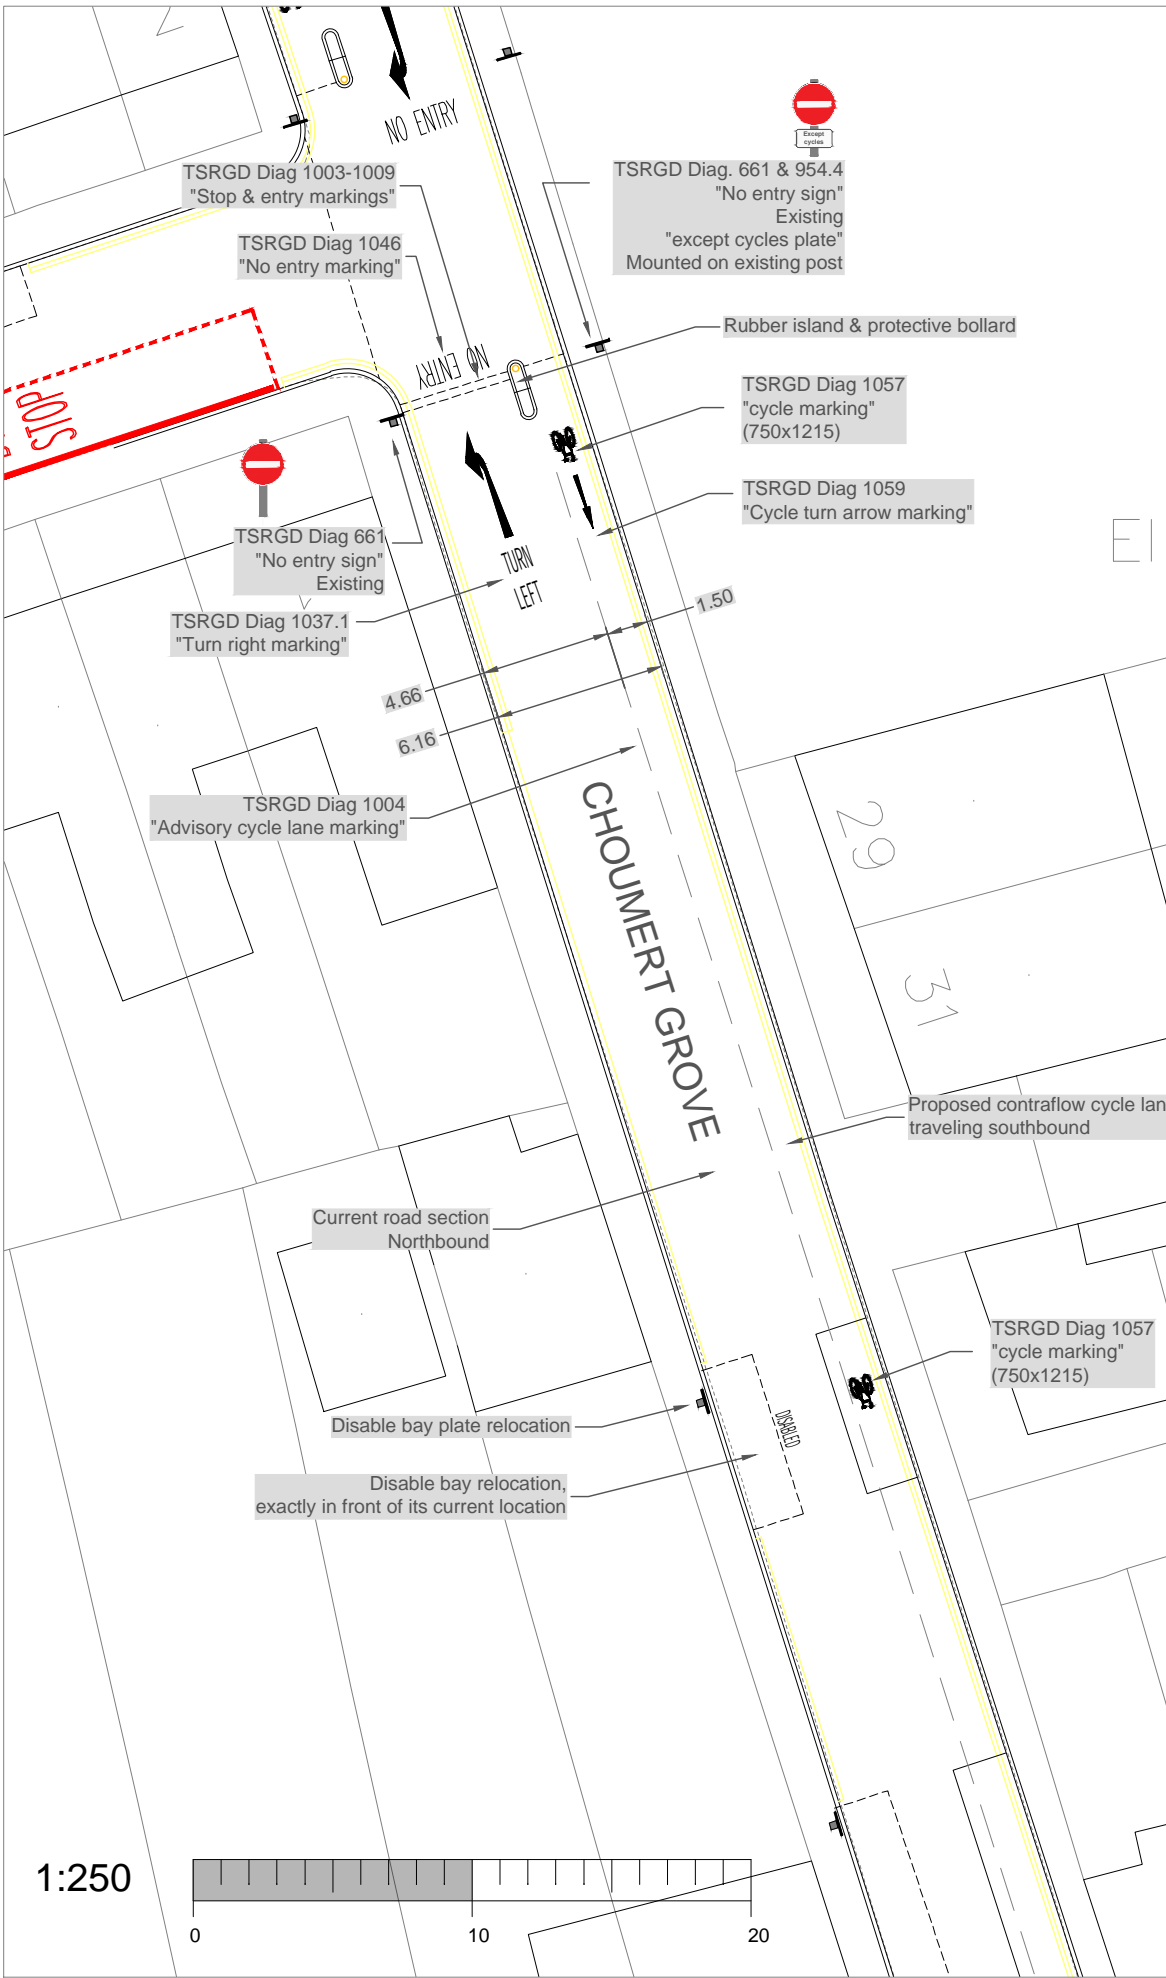 NO ENTRY
Except
cycles
TSRGD Diag 1003-1009
"Stop & entry markings"
TSRGD Diag. 661 & 954.4
"No entry sign"
Existing
"except cycles plate"
Mounted on existing post
TSRGD Diag 1046
"No entry marking"
Rubber island & protective bollard
NO ENTRY
TSRGD Diag 1057
"cycle marking"
(750x1215)
STOP
TSRGD Diag 1059
"Cycle turn arrow marking"
TSRGD Diag 661
"No entry sign"
Existing
TURN
LEFT
TSRGD Diag 1037.1
"Turn right marking"
1.50
4.66
6.16
TSRGD Diag 1004
"Advisory cycle lane marking"
CHOUMERT GROVE
29
31
Proposed contraflow cycle lan
traveling southbound
Current road section
Northbound
TSRGD Diag 1057
"cycle marking"
(750x1215)
Disable bay plate relocation
DISABLED
Disable bay relocation,
exactly in front of its current location
1:250
0 10 20